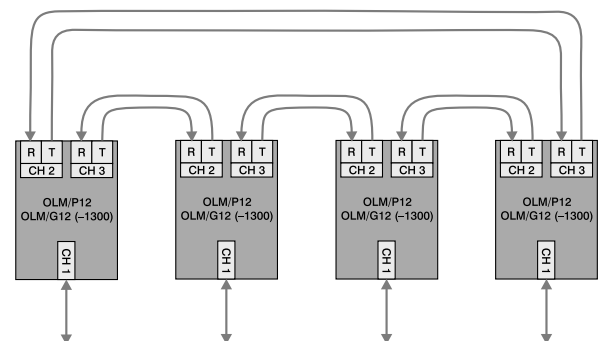 R T R T R T R T R T R T R T R T
CH 2 CH 3 CH 2 CH 3 CH 2 CH 3 CH 2 CH 3
OLM/P12 OLM/P12 OLM/P12 OLM/P12
OLM/G12 (–1300) OLM/G12 (–1300) OLM/G12 (–1300) OLM/G12 (–1300)
CH 1 CH 1 CH 1 CH 1